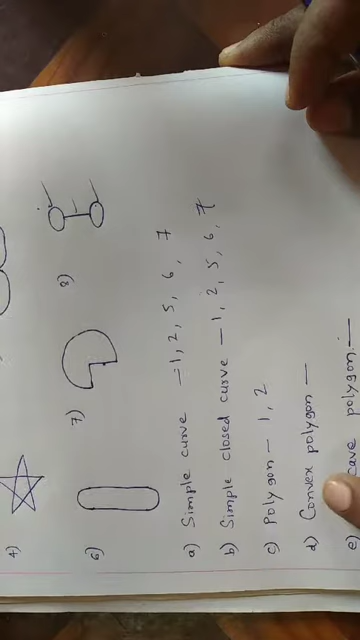 4)
6) 7) 8)
a) Simple curve - 1, 2, 5, 6, 7
b) Simple closed curve - 1, 2, 5, 6, 7
c) Polygon - 1, 2
d) Convex polygon -
e) cave polygon. -